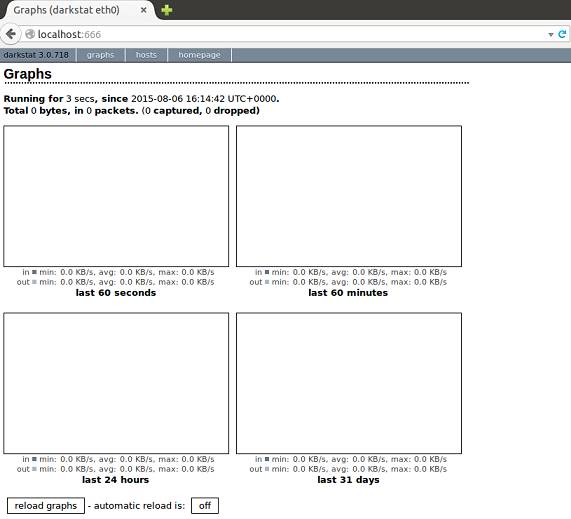 Graphs (darkstat eth0)
localhost:666
darkstat 3.0.718 graphs hosts homepage
Graphs
Running for 3 secs, since 2015-08-06 16:14:42 UTC+0000.
Total 0 bytes, in 0 packets. (0 captured, 0 dropped)
in min: 0.0 KB/s, avg: 0.0 KB/s, max: 0.0 KB/s
out min: 0.0 KB/s, avg: 0.0 KB/s, max: 0.0 KB/s
last 60 seconds
in min: 0.0 KB/s, avg: 0.0 KB/s, max: 0.0 KB/s
out min: 0.0 KB/s, avg: 0.0 KB/s, max: 0.0 KB/s
last 60 minutes
in min: 0.0 KB/s, avg: 0.0 KB/s, max: 0.0 KB/s
out min: 0.0 KB/s, avg: 0.0 KB/s, max: 0.0 KB/s
last 24 hours
in min: 0.0 KB/s, avg: 0.0 KB/s, max: 0.0 KB/s
out min: 0.0 KB/s, avg: 0.0 KB/s, max: 0.0 KB/s
last 31 days
reload graphs - automatic reload is: off